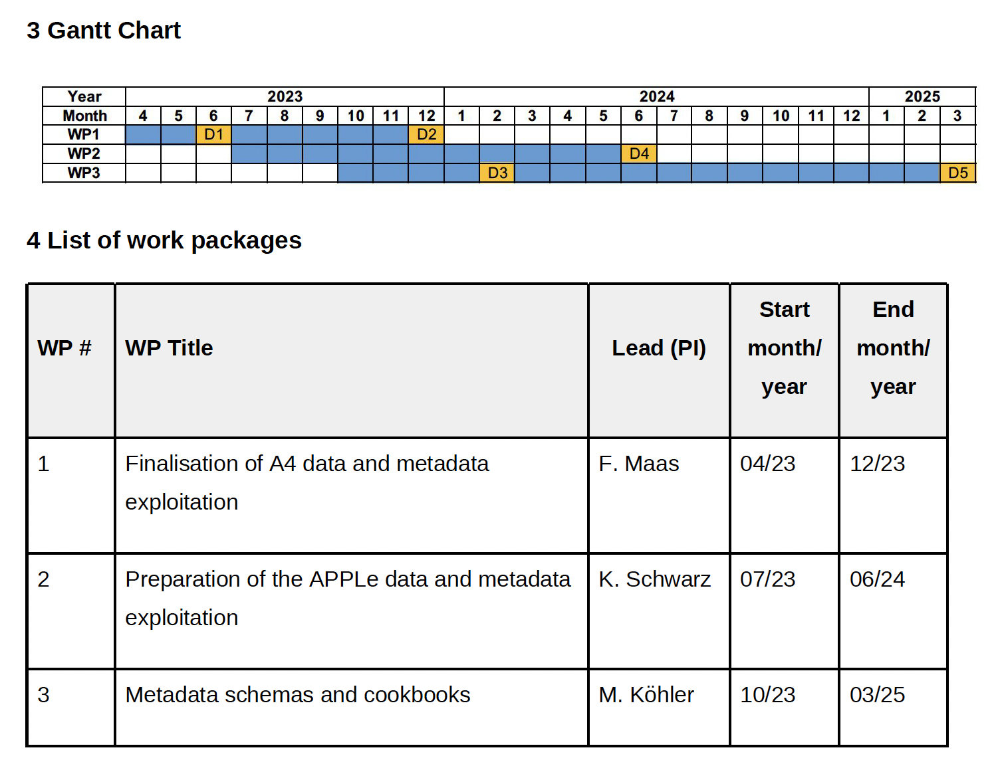 3 Gantt Chart
Year 2023 2024 2025
Month 4 5 6 7 8 9 10 11 12 1 2 3 4 5 6 7 8 9 10 11 12 1 2 3
WP1 D1 D2
WP2 D4
WP3 D3 D5
4 List of work packages
WP # WP Title Lead (PI) Start month/ year End month/ year
1 Finalisation of A4 data and metadata F. Maas 04/23 12/23
exploitation
2 Preparation of the APPLe data and metadata K. Schwarz 07/23 06/24
exploitation
3 Metadata schemas and cookbooks M. Köhler 10/23 03/25